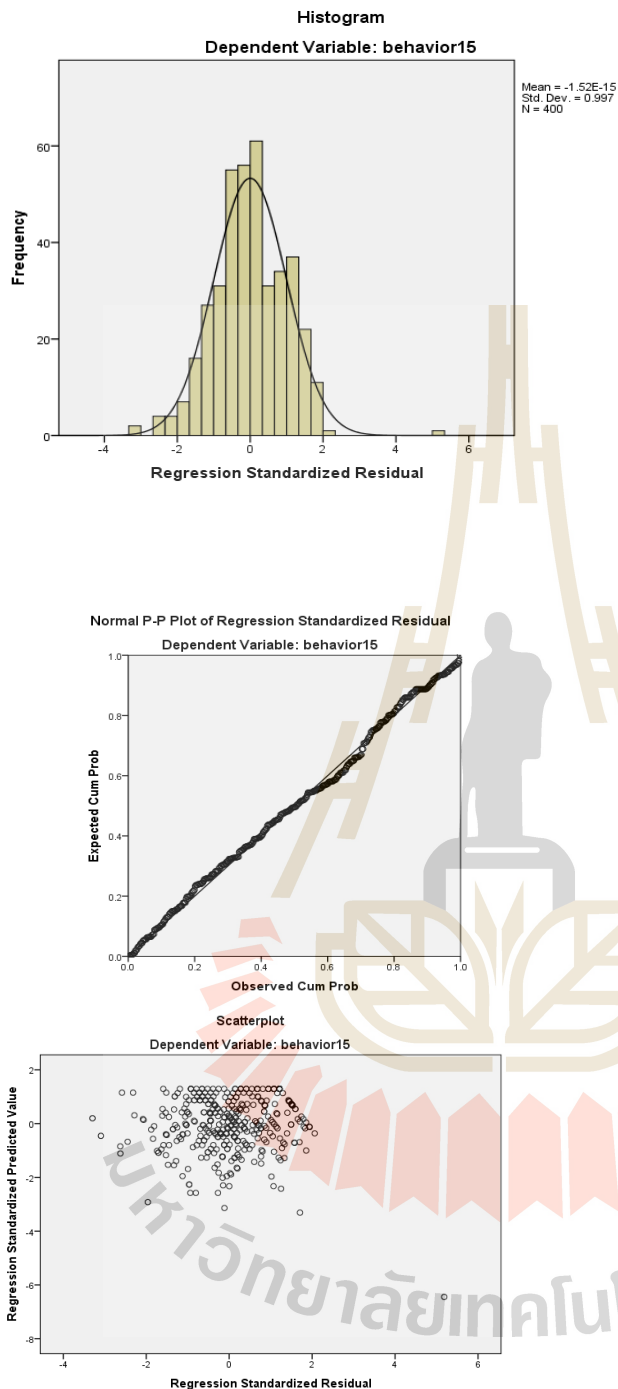 Histogram
Dependent Variable: behavior15
Mean = -1.52E-15
Std. Dev. = 0.997
N = 400
60
40
20
0
Frequency
-4 -2 0 2 4 6
Regression Standardized Residual
Normal P-P Plot of Regression Standardized Residual
Dependent Variable: behavior15
1.0
0.8
0.6
0.4
0.2
0.0
Expected Cum Prob
0.0 0.2 0.4 0.6 0.8 1.0
Observed Cum Prob
Scatterplot
Dependent Variable: behavior15
2
0
-2
-4
-6
-8
Regression Standardized Predicted Value
-4 -2 0 2 4 6
Regression Standardized Residual
มหาวิทยาลัยเทคโนโ